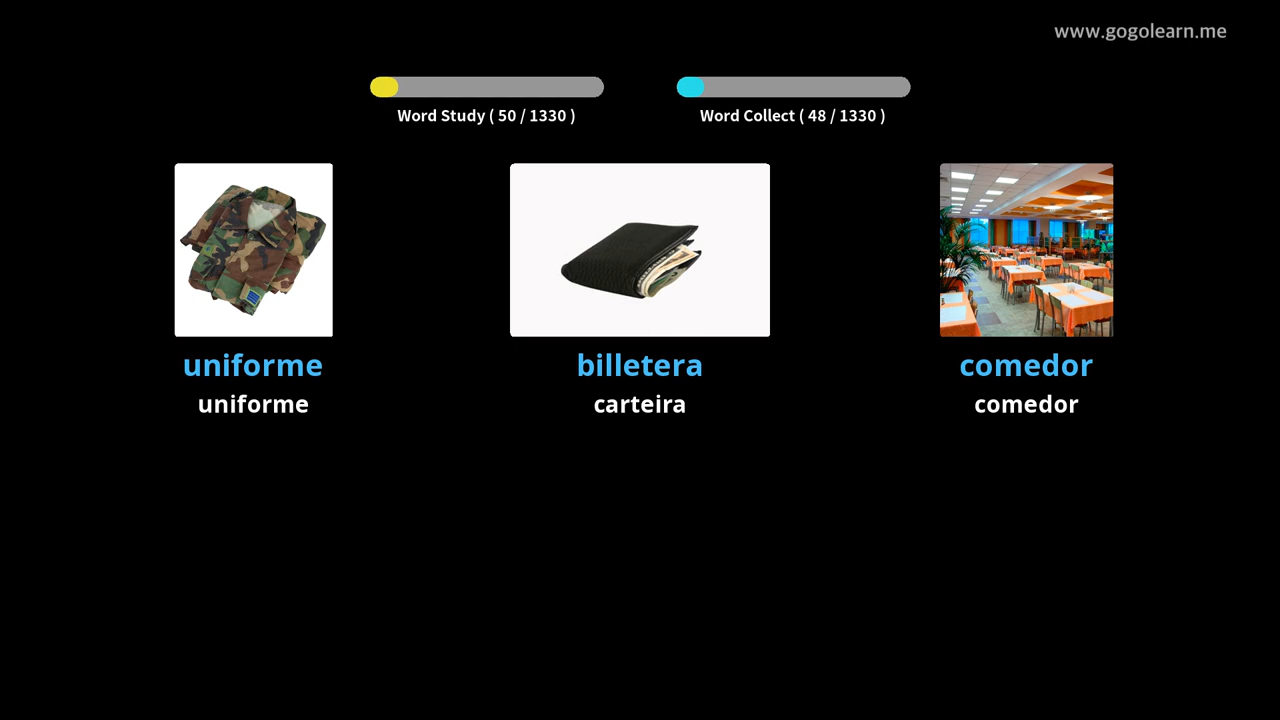 www.gogolearn.me
Word Study ( 50 / 1330 )
Word Collect ( 48 / 1330 )
uniforme
billetera
comedor
uniforme
carteira
comedor